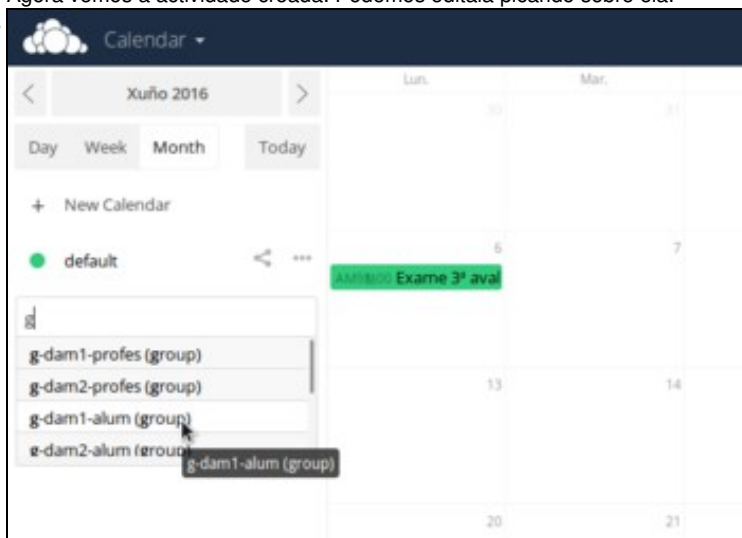 Agora vemos a actividade creada. Podemos editala picando sobre ela.
Calendar
Xuño 2016
Day Week Month Today
+ New Calendar
default
g
g-dam1-profes (group)
g-dam2-profes (group)
g-dam1-alum (group)
g-dam2-alum (group)
g-dam1-alum (group)
Lun. Mar.
30 31
6 7
Exame 3ª aval
13 14
20 21